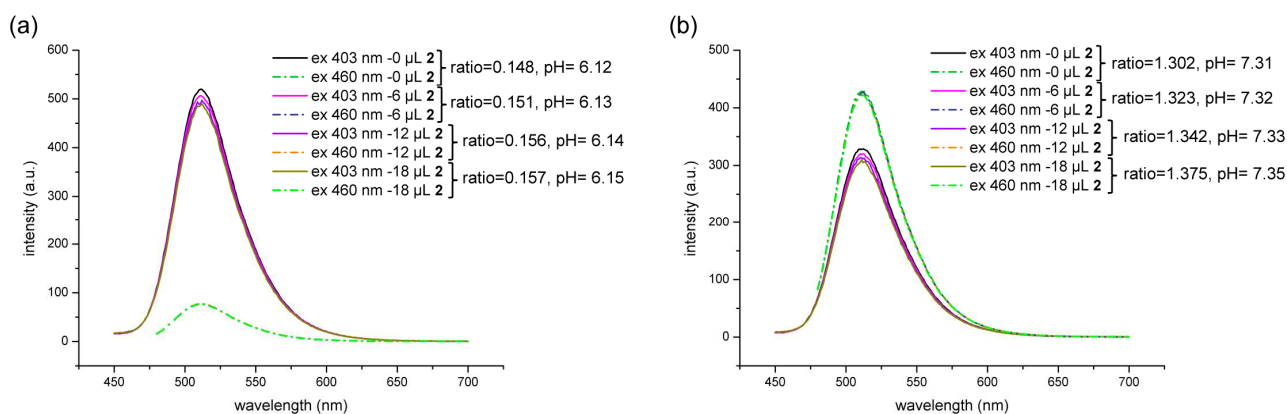 (a)
intensity (a.u.)
600
500
400
300
200
100
0
450 500 550 600 650 700
wavelength (nm)
ex 403 nm -0 µL 2
ex 460 nm -0 µL 2
ratio=0.148, pH= 6.12
ex 403 nm -6 µL 2
ex 460 nm -6 µL 2
ratio=0.151, pH= 6.13
ex 403 nm -12 µL 2
ex 460 nm -12 µL 2
ratio=0.156, pH= 6.14
ex 403 nm -18 µL 2
ex 460 nm -18 µL 2
ratio=0.157, pH= 6.15
(b)
intensity (a.u.)
500
400
300
200
100
0
450 500 550 600 650 700
wavelength (nm)
ex 403 nm -0 µL 2
ex 460 nm -0 µL 2
ratio=1.302, pH= 7.31
ex 403 nm -6 µL 2
ex 460 nm -6 µL 2
ratio=1.323, pH= 7.32
ex 403 nm -12 µL 2
ex 460 nm -12 µL 2
ratio=1.342, pH= 7.33
ex 403 nm -18 µL 2
ex 460 nm -18 µL 2
ratio=1.375, pH= 7.35